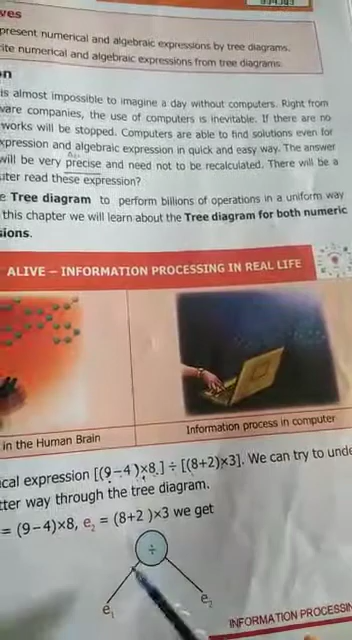 ves
present numerical and algebraic expressions by tree diagrams.
ite numerical and algebraic expressions from tree diagrams.
on
is almost impossible to imagine a day without computers. Right from
ware companies, the use of computers is inevitable. If there are no
works will be stopped. Computers are able to find solutions even for
xpression and algebraic expression in quick and easy way. The answer
will be very precise and need not to be recalculated. There will be a
uter read these expression?
e Tree diagram to perform billions of operations in a uniform way
this chapter we will learn about the Tree diagram for both numeric
sions.
ALIVE – INFORMATION PROCESSING IN REAL LIFE
in the Human Brain
Information process in computer
ical expression [(9−4)×8] ÷ [(8+2)×3]. We can try to unde
tter way through the tree diagram.
= (9−4)×8, e₂ = (8+2)×3 we get
÷
e₁
e₂
INFORMATION PROCESSIN